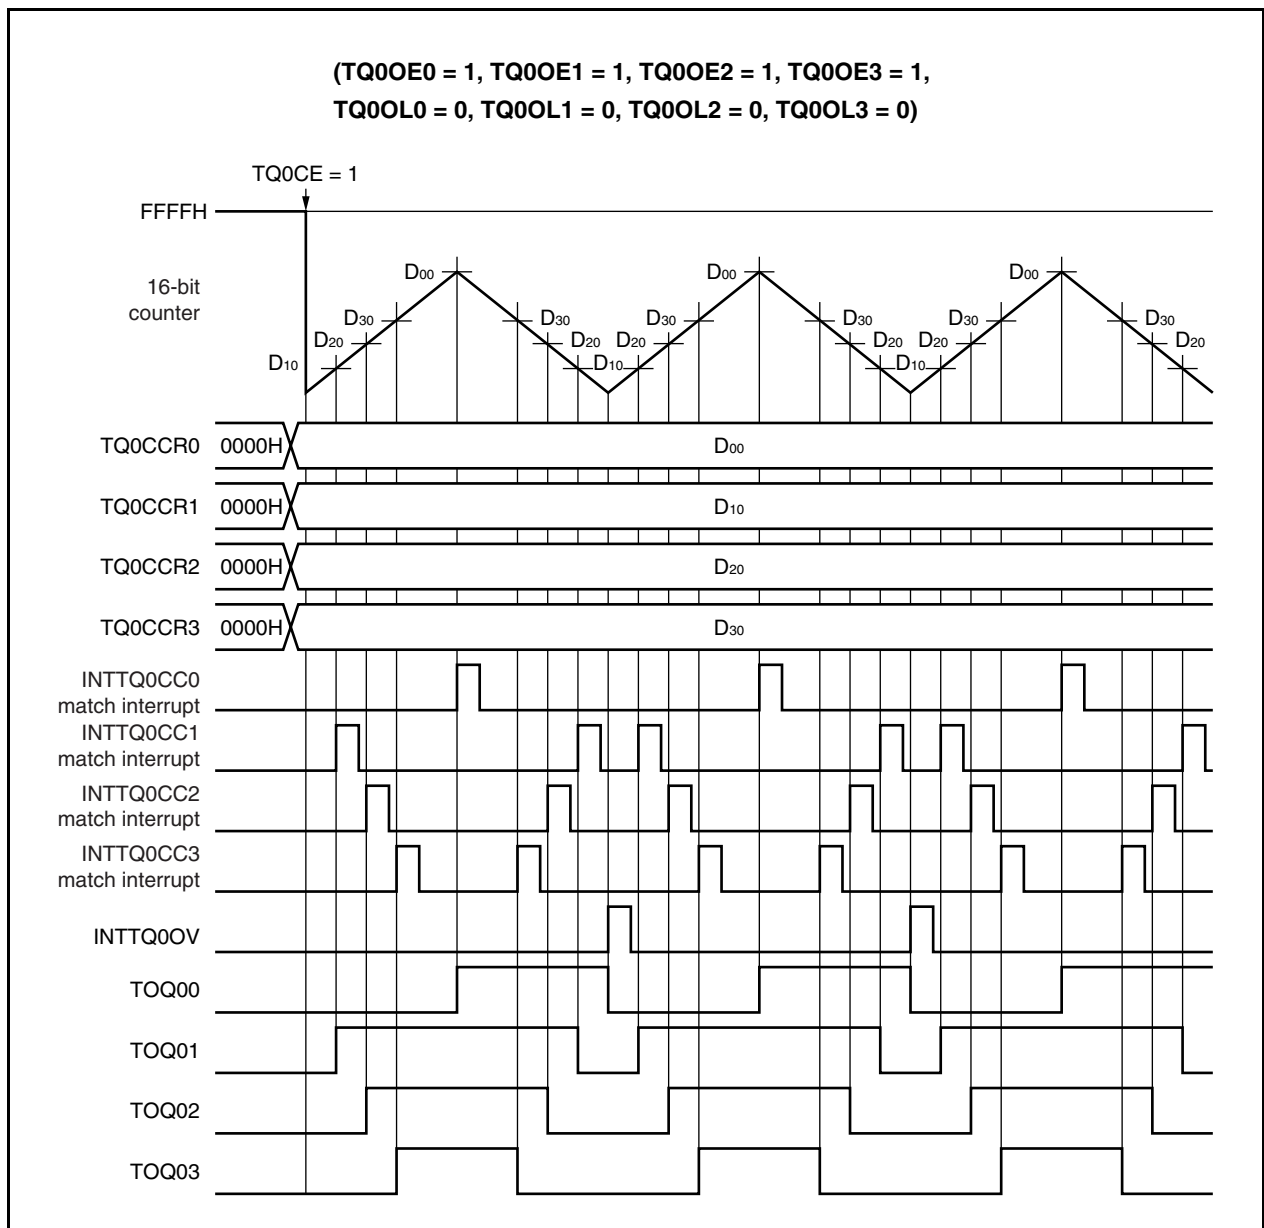 (TQ0OE0 = 1, TQ0OE1 = 1, TQ0OE2 = 1, TQ0OE3 = 1,
TQ0OL0 = 0, TQ0OL1 = 0, TQ0OL2 = 0, TQ0OL3 = 0)
TQ0CE = 1
FFFFH
16-bit
counter
D00 D00 D00
D30 D30 D30 D30 D30 D30
D20 D20 D20 D20 D20 D20
D10 D10 D10
TQ0CCR0 0000H D00
TQ0CCR1 0000H D10
TQ0CCR2 0000H D20
TQ0CCR3 0000H D30
INTTQ0CC0
match interrupt
INTTQ0CC1
match interrupt
INTTQ0CC2
match interrupt
INTTQ0CC3
match interrupt
INTTQ0OV
TOQ00
TOQ01
TOQ02
TOQ03